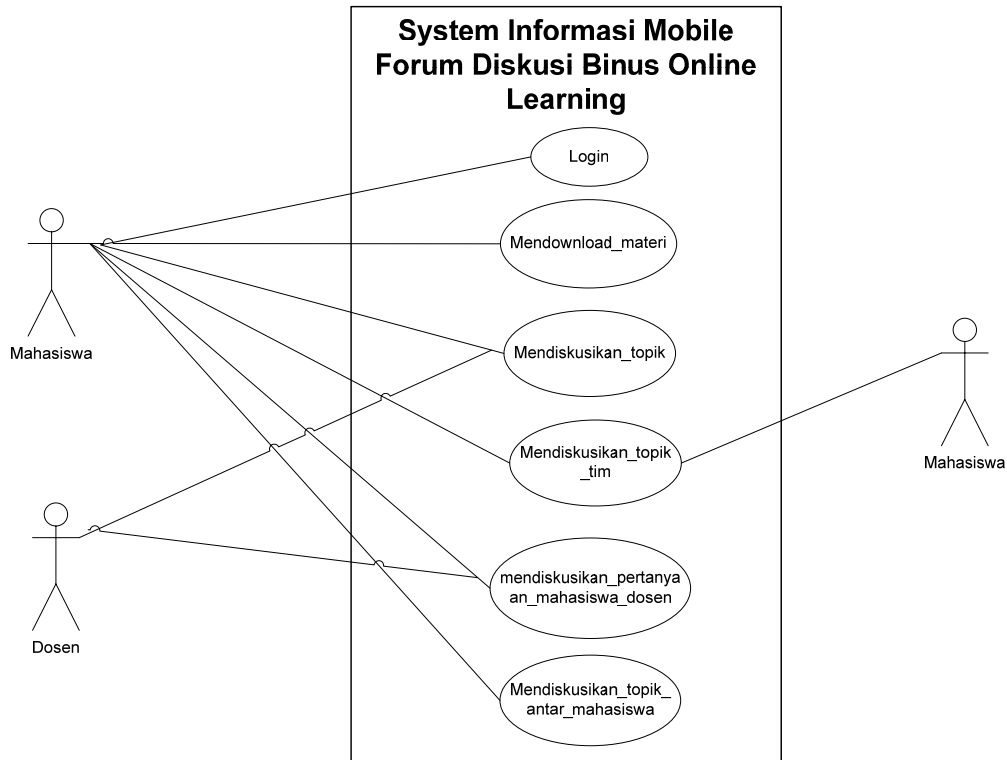 System Informasi Mobile
Forum Diskusi Binus Online
Learning
Login
Mendownload_materi
Mahasiswa
Mendiskusikan_topik
Mendiskusikan_topik
_tim
Mahasiswa
mendiskusikan_pertanya
an_mahasiswa_dosen
Dosen
Mendiskusikan_topik_
antar_mahasiswa